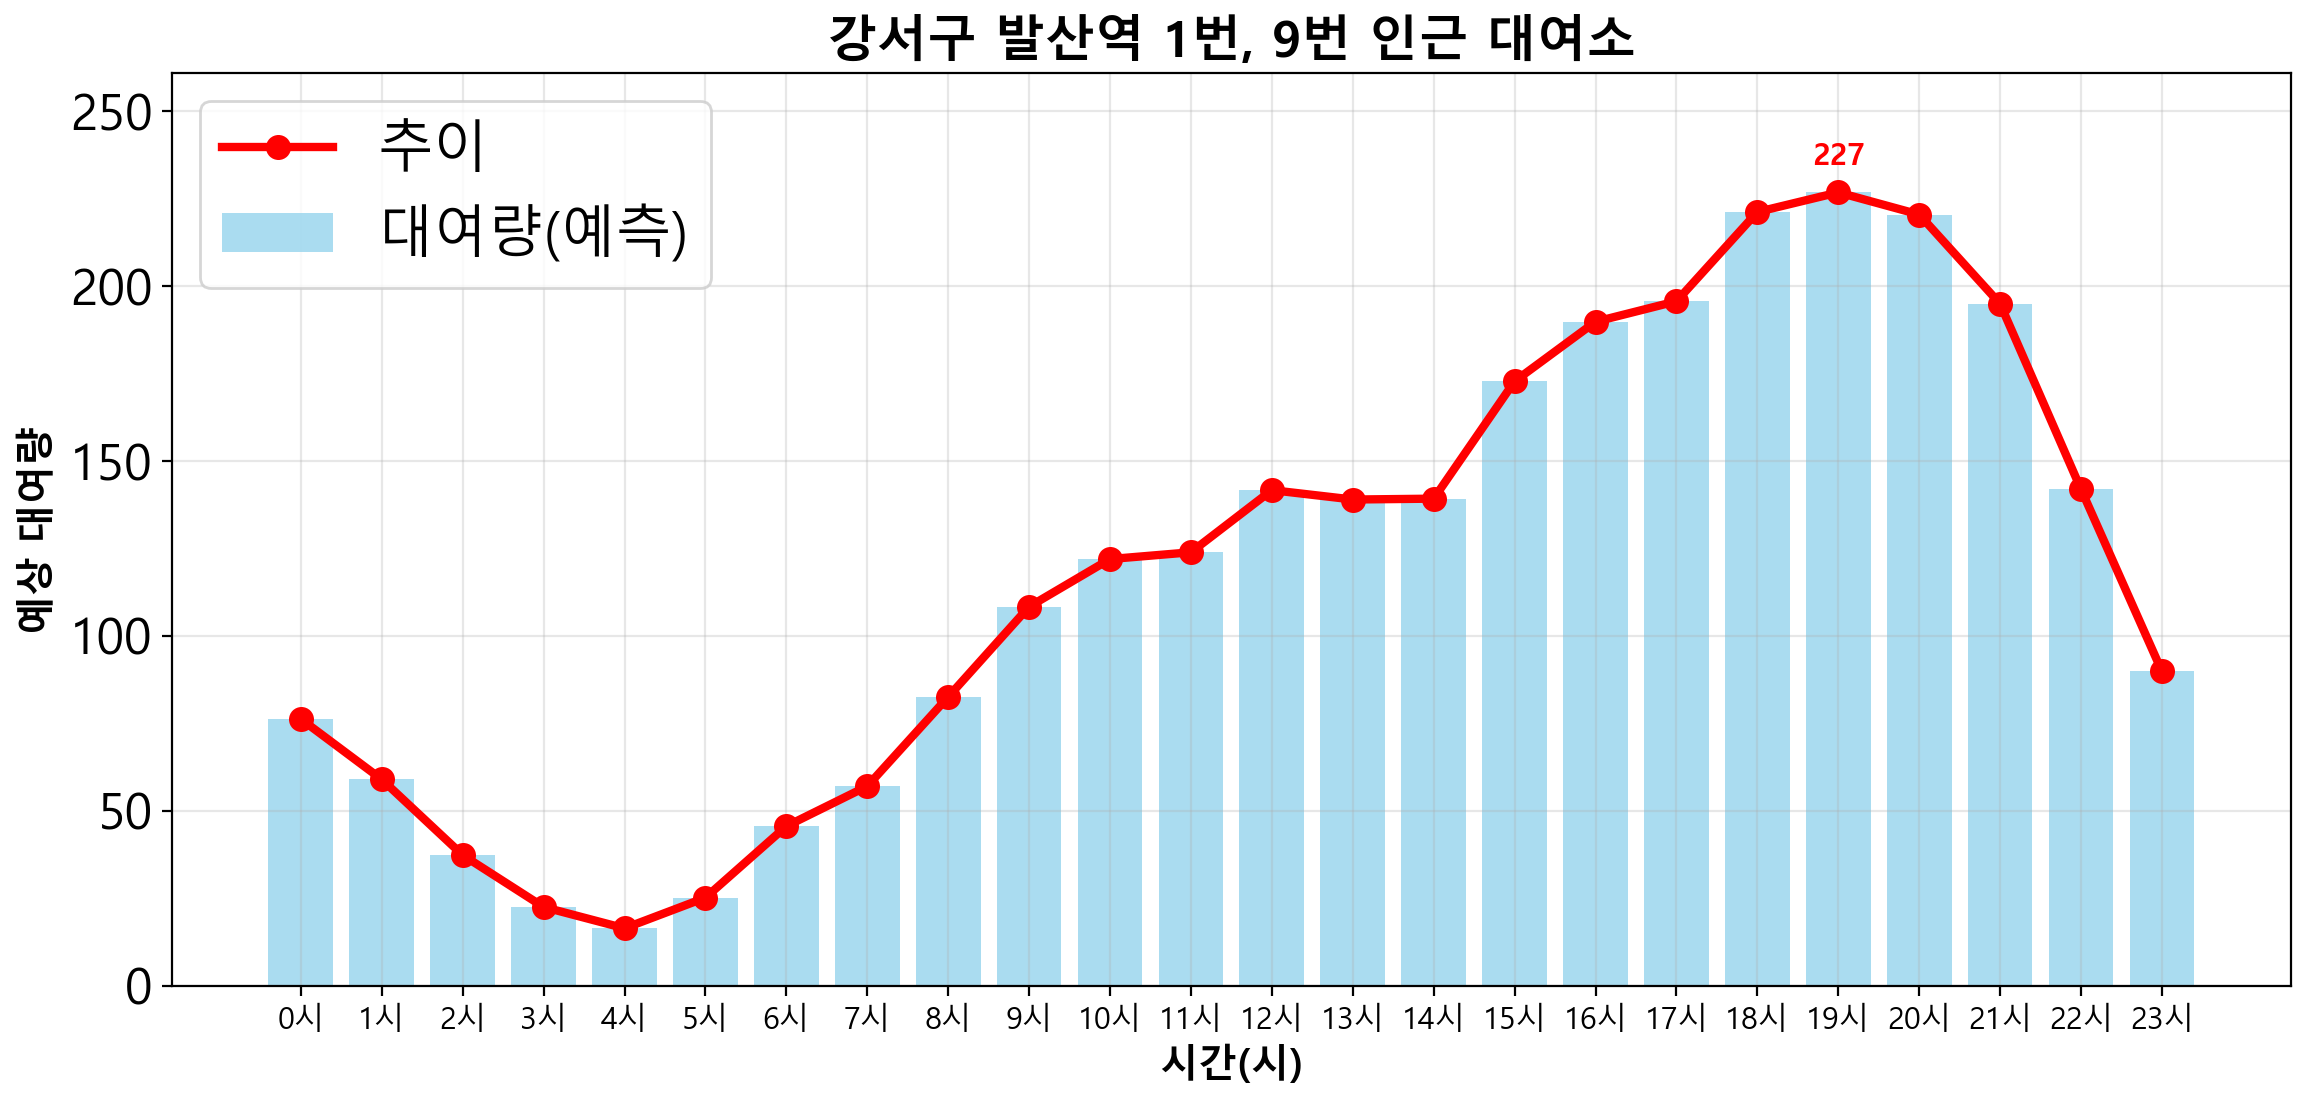 강서구 발산역 1번, 9번 인근 대여소
추이
대여량(예측)
예상 대여량
250
200
150
100
50
0
227
0시 1시 2시 3시 4시 5시 6시 7시 8시 9시 10시 11시 12시 13시 14시 15시 16시 17시 18시 19시 20시 21시 22시 23시
시간(시)